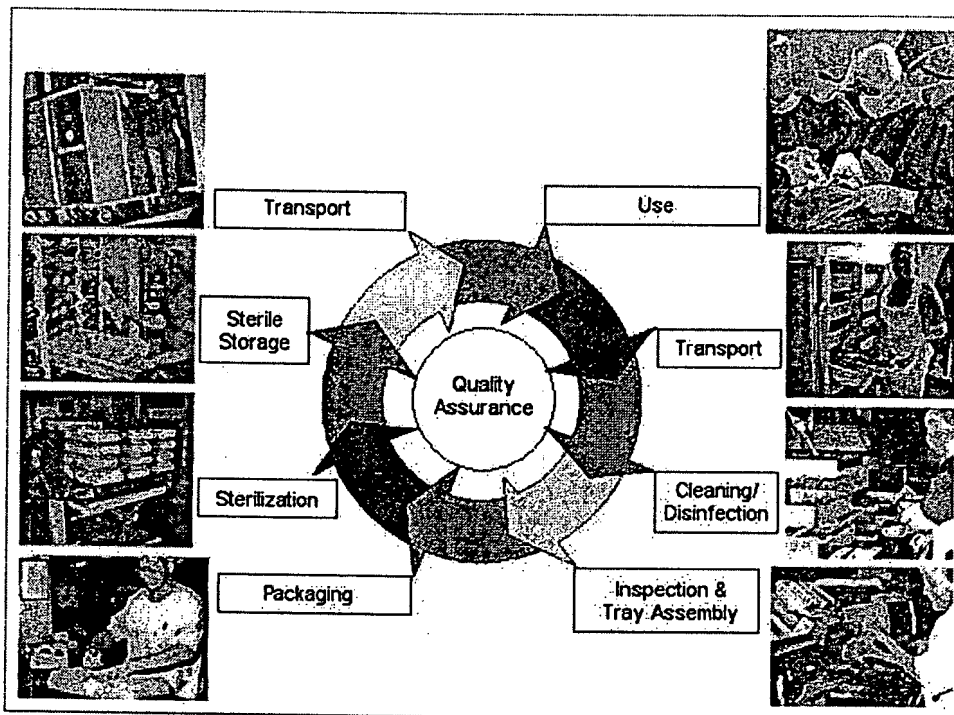 Transport
Use
Sterile
Storage
Transport
Quality
Assurance
Sterilization
Cleaning/
Disinfection
Packaging
Inspection &
Tray Assembly